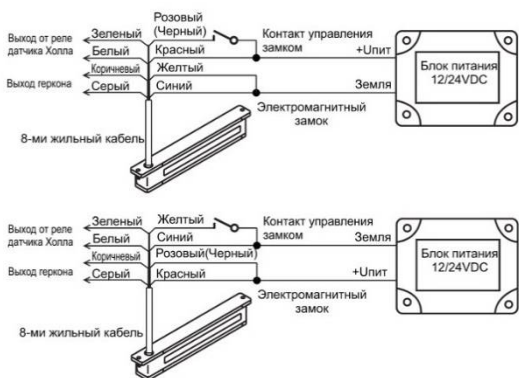 Розовый
(Черный)
Зеленый
Выход от реле
датчика Холла
Белый
Красный
Контакт управления
замком
+Uпит
Коричневый
Желтый
Выход геркона
Серый
Синий
Земля
Блок питания
12/24VDC
Электромагнитный
замок
8-ми жильный кабель
Зеленый
Желтый
Выход от реле
датчика Холла
Белый
Синий
Контакт управления
замком
Земля
Коричневый
Розовый(Черный)
Выход геркона
Серый
Красный
+Uпит
Блок питания
12/24VDC
Электромагнитный
замок
8-ми жильный кабель